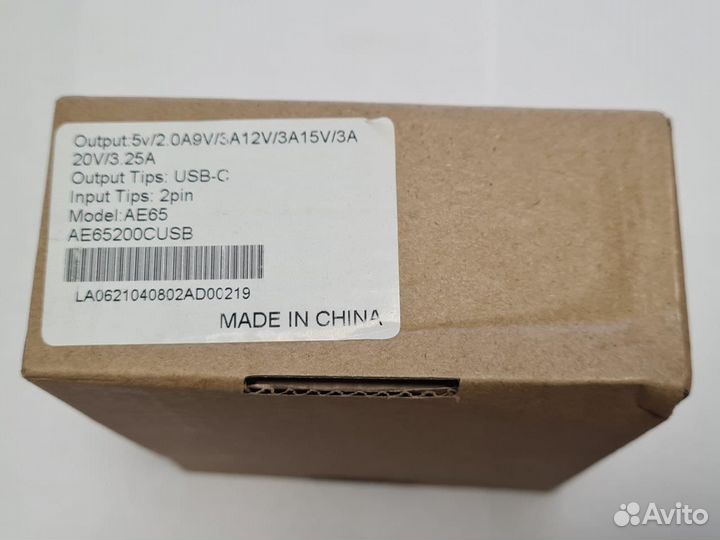 Output:5v/2.0A9V/3A12V/3A15V/3A
20V/3.25A
Output Tips: USB-C
Input Tips: 2pin
Model:AE65
AE65200CUSB
LA0621040802AD00219
MADE IN CHINA
Avito